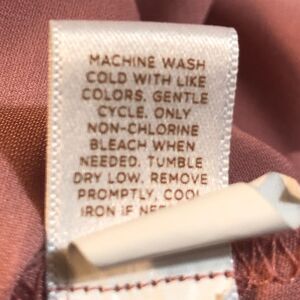 MACHINE WASH
COLD WITH LIKE
COLORS. GENTLE
CYCLE. ONLY
NON-CHLORINE
BLEACH WHEN
NEEDED. TUMBLE
DRY LOW. REMOVE
PROMPTLY, COOL
IRON IF